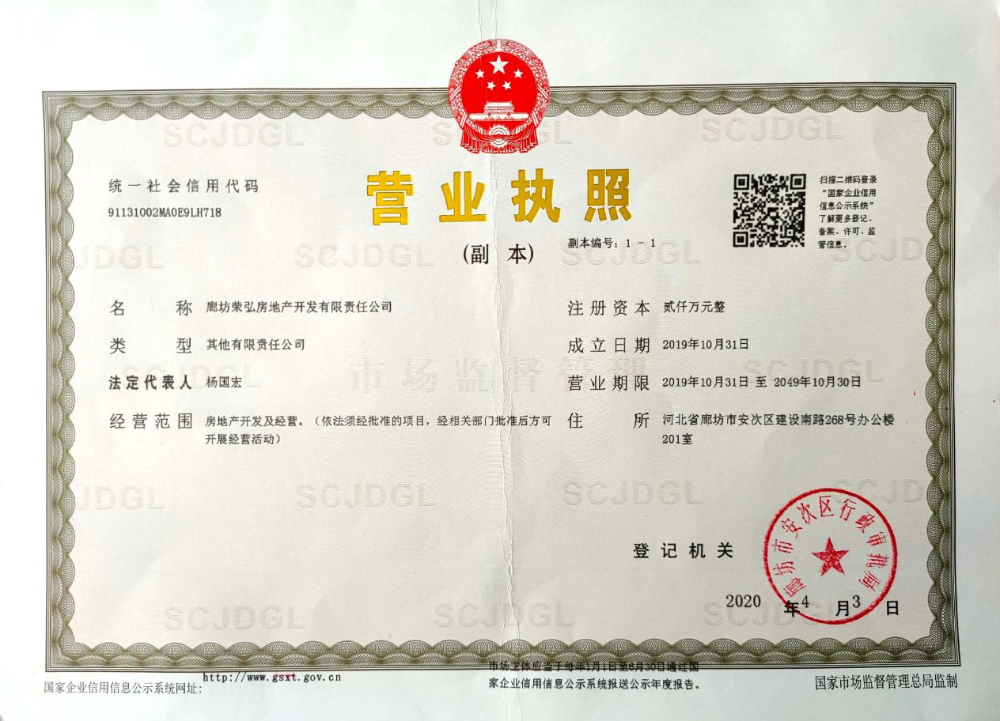 统一社会信用代码
91131002MA0E9LH718
营业执照
(副 本)
副本编号：1 - 1
扫描二维码登录
“国家企业信用
信息公示系统”
了解更多登记、
备案、许可、监
管信息。
名 称 廊坊荣弘房地产开发有限责任公司
类 型 其他有限责任公司
法定代表人 杨国宏
经营范围 房地产开发及经营。（依法须经批准的项目，经相关部门批准后方可
开展经营活动）
注册资本 贰仟万元整
成立日期 2019年10月31日
营业期限 2019年10月31日 至 2049年10月30日
住 所 河北省廊坊市安次区建设南路268号办公楼
201室
市场监督管理
SCJDGL
登记机关
廊坊市安次区行政审批局
2020 年 4 月 3 日
国家企业信用信息公示系统网址：
http://www.gsxt.gov.cn
市场主体应当于每年1月1日至6月30日通过国
家企业信用信息公示系统报送公示年度报告。
国家市场监督管理总局监制